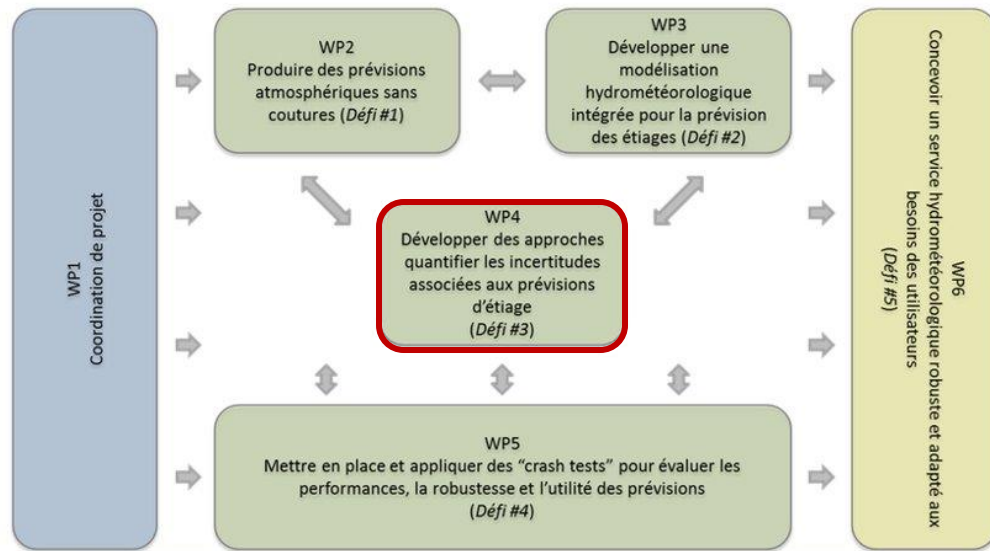 WP1
Coordination de projet
WP2
Produire des prévisions
atmosphériques sans
coutures (Défi #1)
WP3
Développer une
modélisation
hydrométéorologique
intégrée pour la prévision
des étiages (Défi #2)
WP4
Développer des approches
quantifier les incertitudes
associées aux prévisions
d'étiage
(Défi #3)
WP5
Mettre en place et appliquer des “crash tests” pour évaluer les
performances, la robustesse et l'utilité des prévisions
(Défi #4)
WP6
Concevoir un service hydrométéorologique robuste et adapté aux
besoins des utilisateurs
(Défi #5)